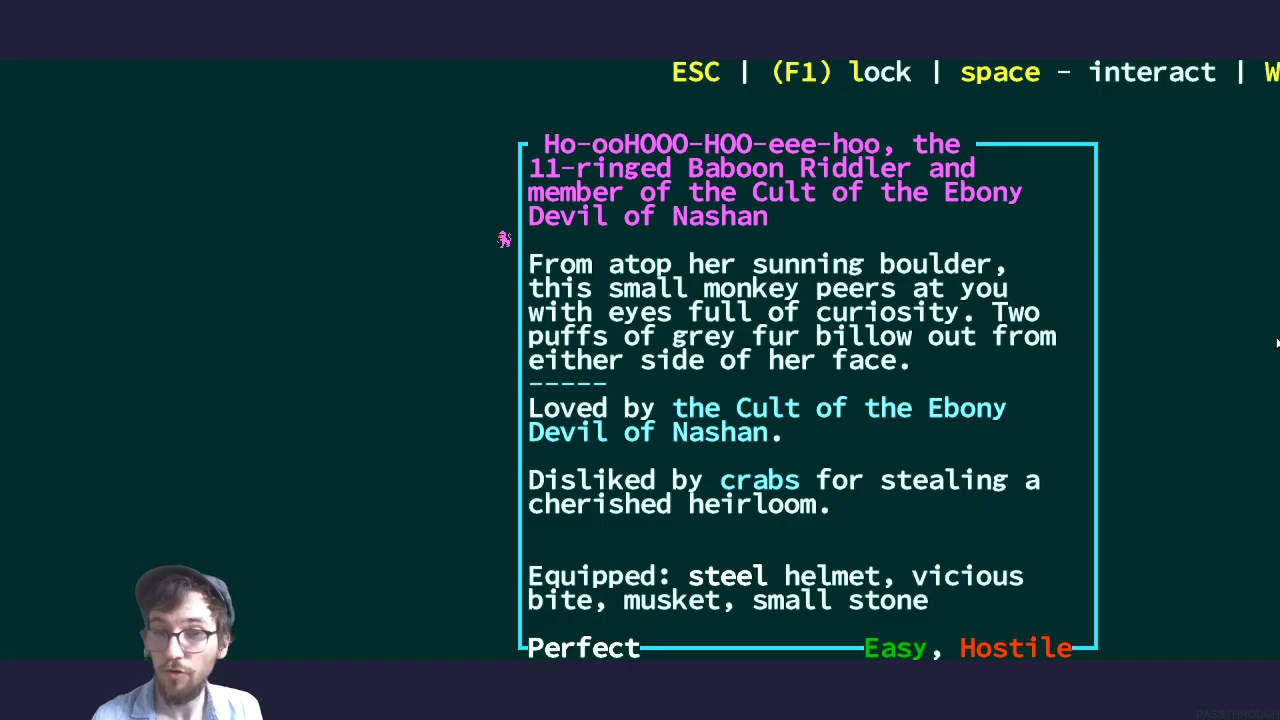 ESC | (F1) lock | space - interact | W
Ho-ooHOOO-HOO-eee-hoo, the
11-ringed Baboon Riddler and
member of the Cult of the Ebony
Devil of Nashan
From atop her sunning boulder,
this small monkey peers at you
with eyes full of curiosity. Two
puffs of grey fur billow out from
either side of her face.
-----
Loved by the Cult of the Ebony
Devil of Nashan.
Disliked by crabs for stealing a
cherished heirloom.
Equipped: steel helmet, vicious
bite, musket, small stone
Perfect Easy, Hostile